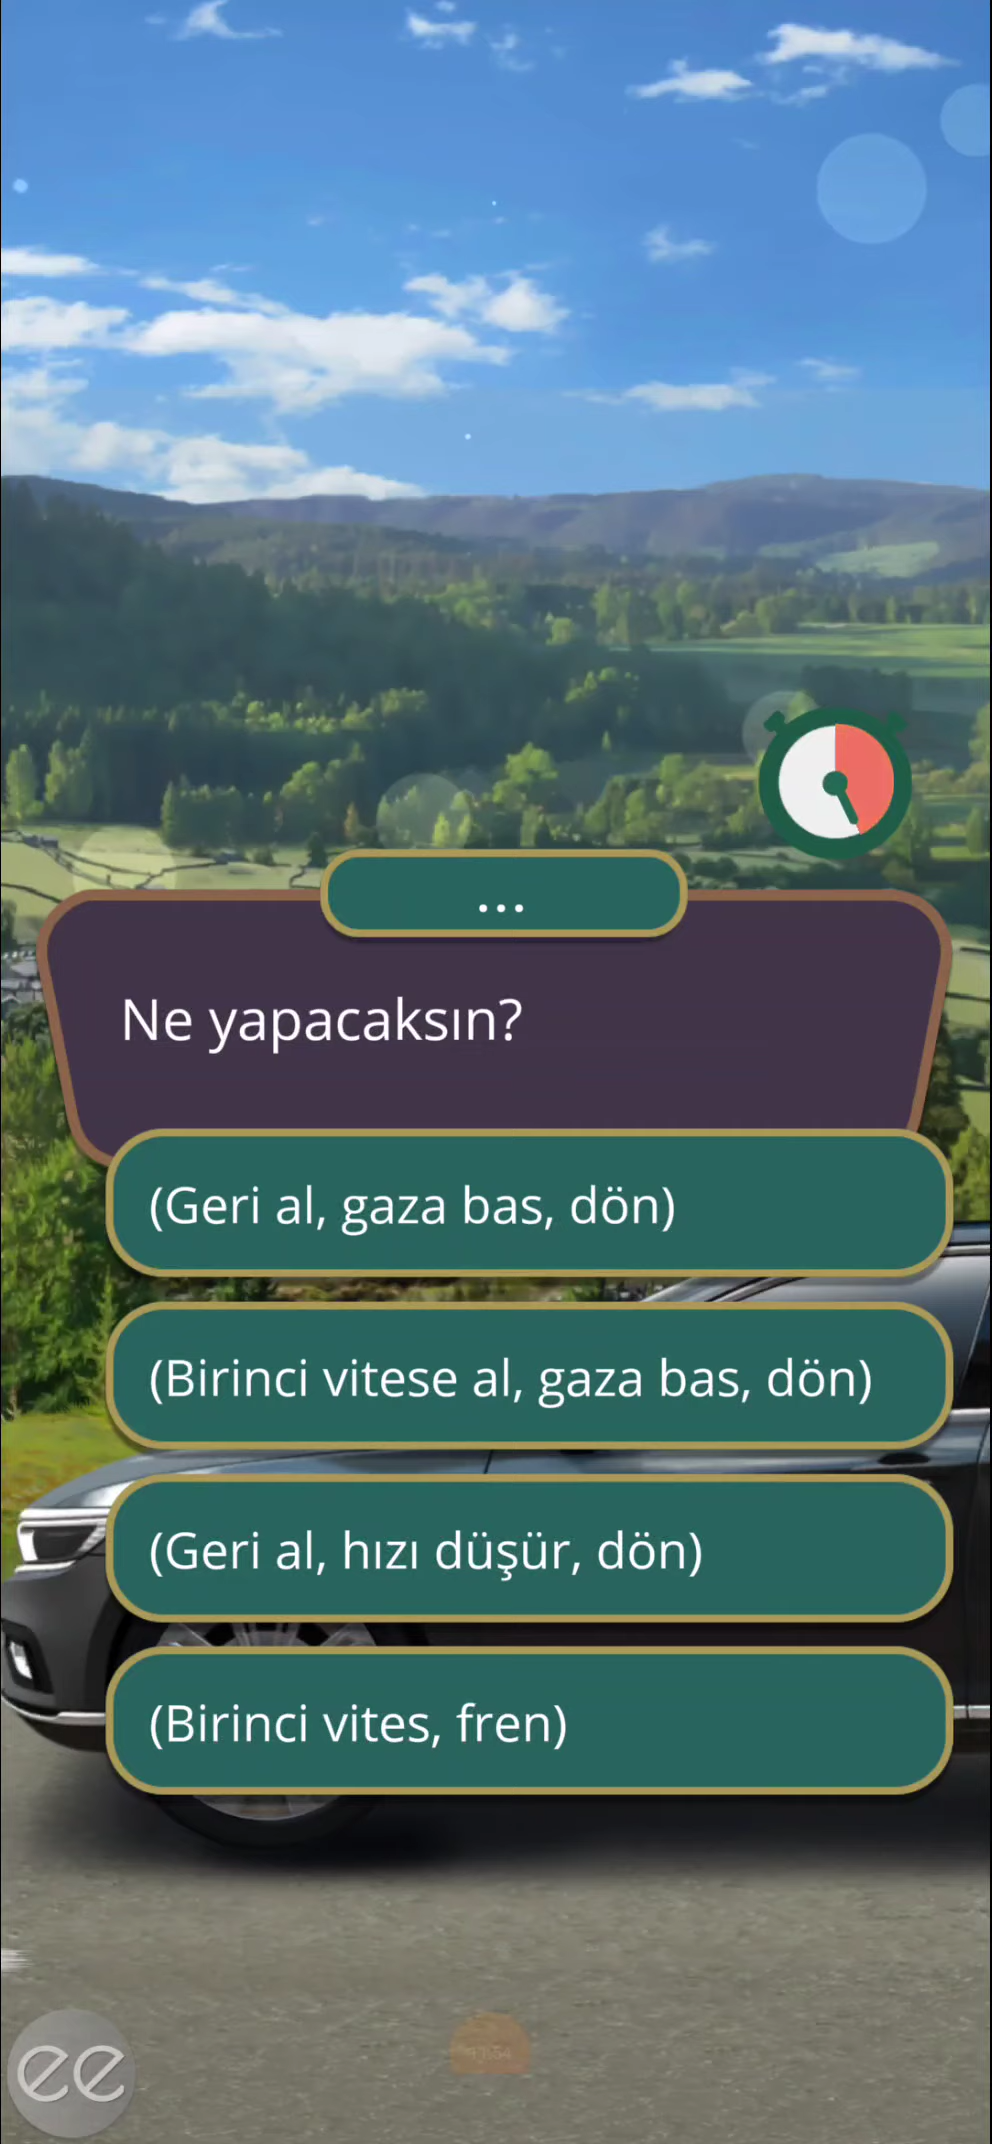 ...
Ne yapacaksın?
(Geri al, gaza bas, dön)
(Birinci vitese al, gaza bas, dön)
(Geri al, hızı düşür, dön)
(Birinci vites, fren)
ee